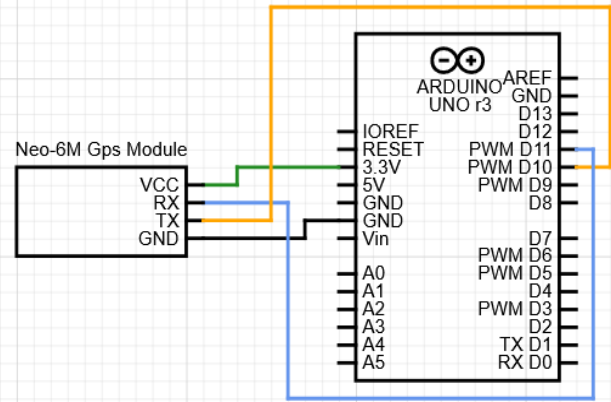 Neo-6M Gps Module
VCC
RX
TX
GND
ARDUINO
UNO r3
IOREF
RESET
3.3V
5V
GND
GND
Vin
A0
A1
A2
A3
A4
A5
AREF
GND
D13
D12
PWM D11
PWM D10
PWM D9
D8
D7
PWM D6
PWM D5
D4
PWM D3
D2
TX D1
RX D0